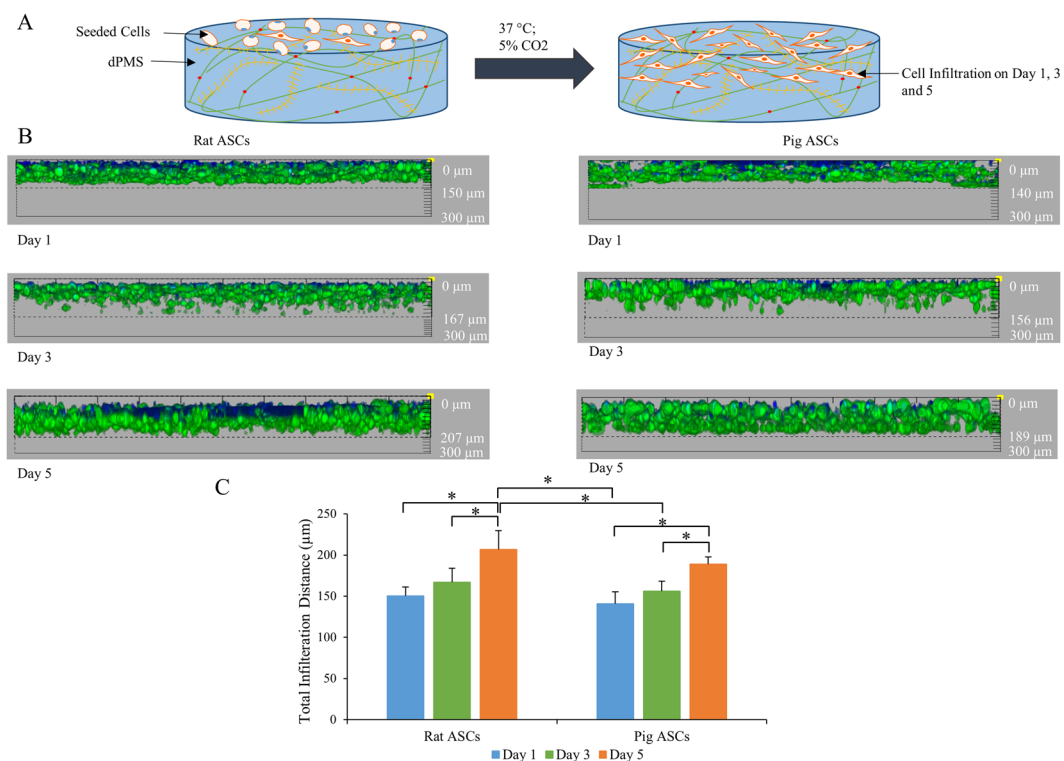 A
Seeded Cells
dPMS
37 °C;
5% CO2
Cell Infiltration on Day 1, 3
and 5
B
Rat ASCs
Pig ASCs
0 μm
150 μm
300 μm
Day 1
0 μm
140 μm
300 μm
Day 1
0 μm
167 μm
300 μm
Day 3
0 μm
156 μm
300 μm
Day 3
0 μm
207 μm
300 μm
Day 5
0 μm
189 μm
300 μm
Day 5
C
*
*
*
*
*
*
Total Infilteration Distance (μm)
250
200
150
100
50
0
Rat ASCs
Pig ASCs
Day 1 Day 3 Day 5